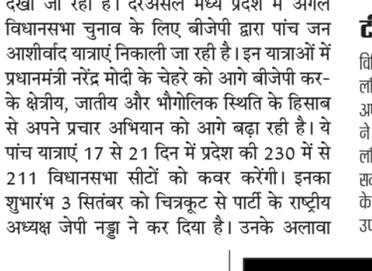 देखा जा रहा है। दरअसल मध्य प्रदेश में अगले
विधानसभा चुनाव के लिए बीजेपी द्वारा पांच जन
आशीर्वाद यात्राएं निकाली जा रही है। इन यात्राओं में
प्रधानमंत्री नरेंद्र मोदी के चेहरे को आगे बीजेपी कर-
के क्षेत्रीय, जातीय और भौगोलिक स्थिति के हिसाब
से अपने प्रचार अभियान को आगे बढ़ा रही है। ये
पांच यात्राएं 17 से 21 दिन में प्रदेश की 230 में से
211 विधानसभा सीटों को कवर करेंगी। इनका
शुभारंभ 3 सितंबर को चित्रकूट से पार्टी के राष्ट्रीय
अध्यक्ष जेपी नड्डा ने कर दिया है। उनके अलावा